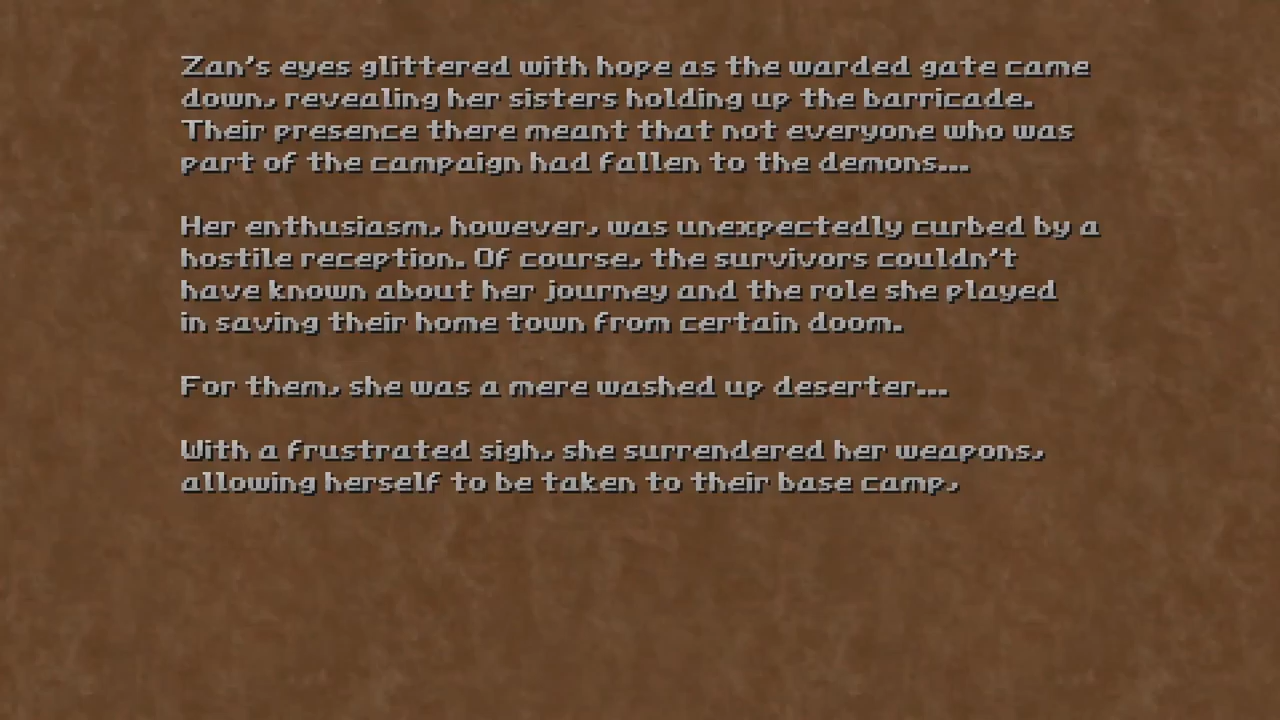 Zan's eyes glittered with hope as the warded gate came
down, revealing her sisters holding up the barricade.
Their presence there meant that not everyone who was
part of the campaign had fallen to the demons...
Her enthusiasm, however, was unexpectedly curbed by a
hostile reception. Of course, the survivors couldn't
have known about her journey and the role she played
in saving their home town from certain doom.
For them, she was a mere washed up deserter...
With a frustrated sigh, she surrendered her weapons,
allowing herself to be taken to their base camp,